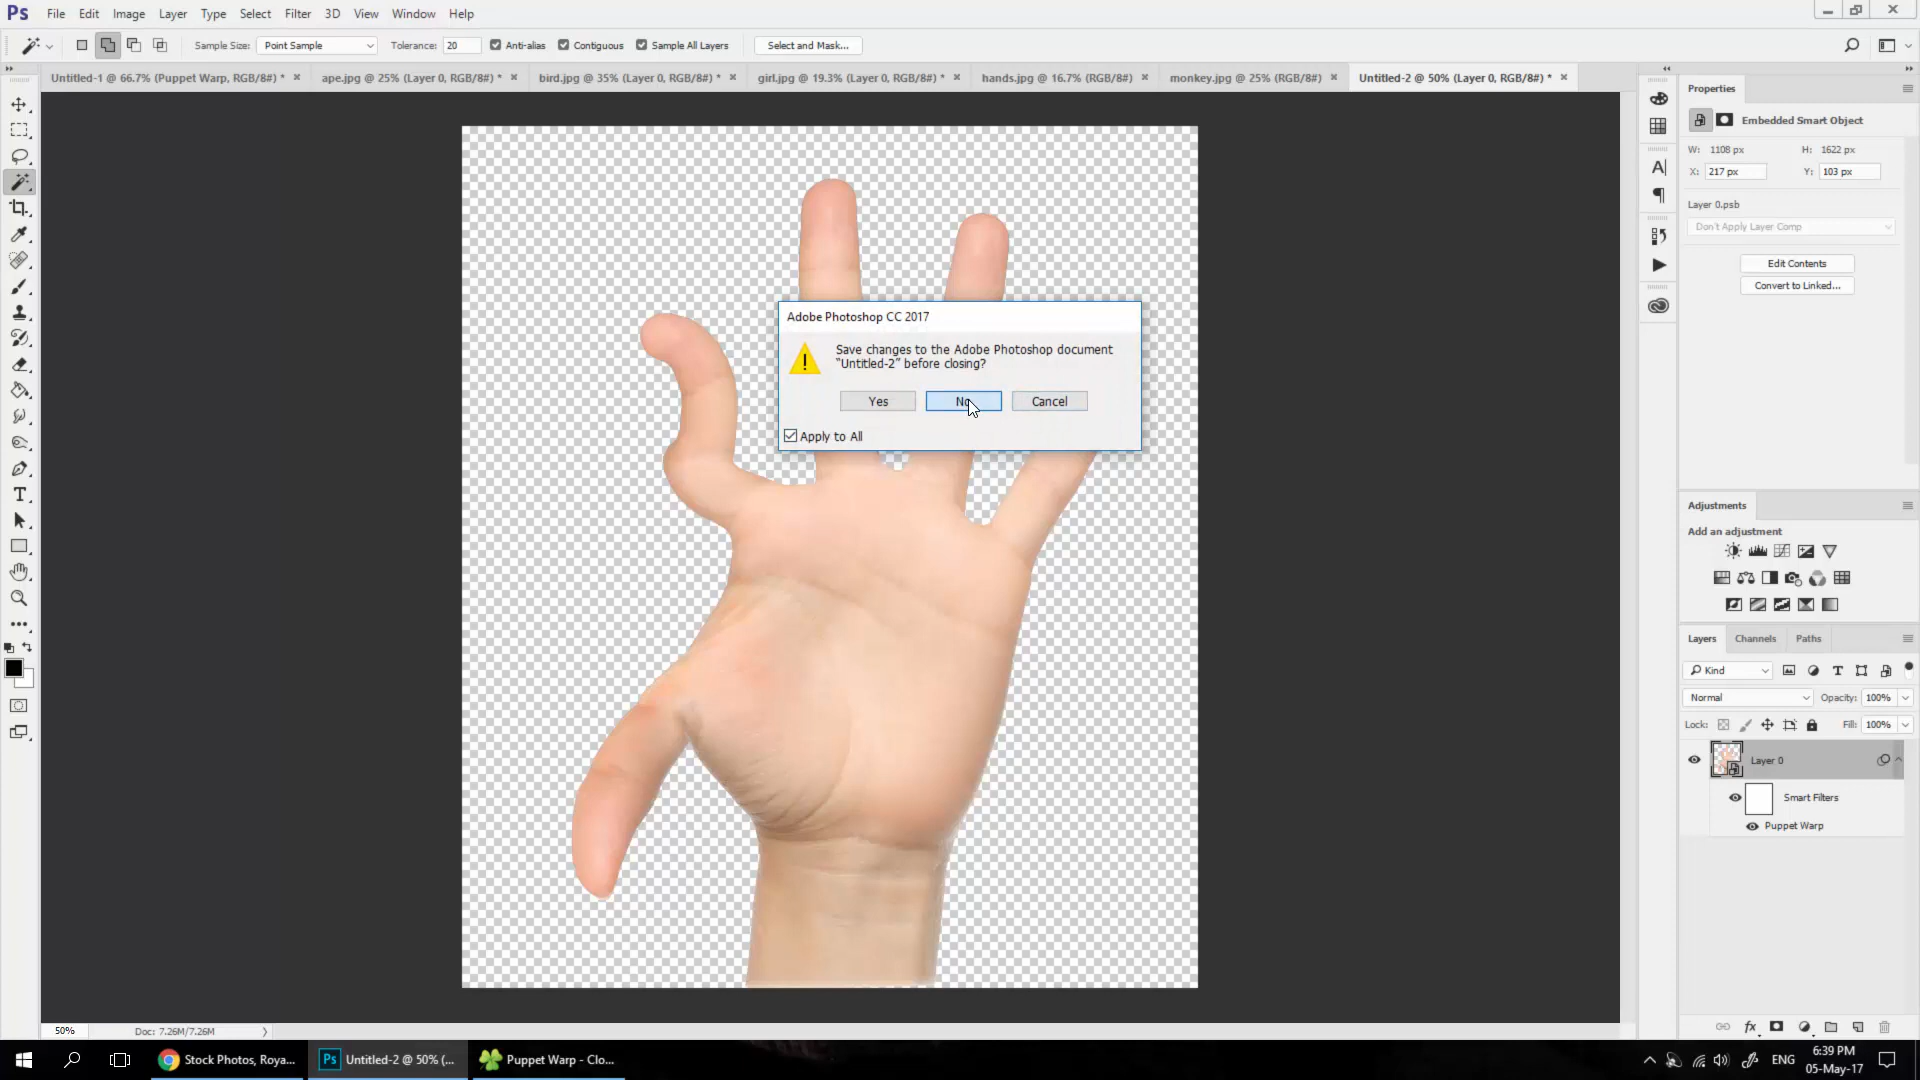 Ps File Edit Image Layer Type Select Filter 3D View Window Help
Sample Size: Point Sample Tolerance: 20 Anti-alias Contiguous Sample All Layers Select and Mask...
Untitled-1 @ 66.7% (Puppet Warp, RGB/8#) * ape.jpg @ 25% (Layer 0, RGB/8#) * bird.jpg @ 35% (Layer 0, RGB/8#) * girl.jpg @ 19.3% (Layer 0, RGB/8#) * hands.jpg @ 16.7% (RGB/8#) monkey.jpg @ 25% (RGB/8#) Untitled-2 @ 50% (Layer 0, RGB/8#) *
Properties
Embedded Smart Object
W: 1108 px H: 1622 px
X: 217 px Y: 103 px
Layer 0.psb
Don't Apply Layer Comp
Edit Contents
Convert to Linked...
Adobe Photoshop CC 2017
Save changes to the Adobe Photoshop document
“Untitled-2” before closing?
Yes No Cancel
Apply to All
Adjustments
Add an adjustment
Layers Channels Paths
Kind
Normal Opacity: 100%
Lock: Fill: 100%
Layer 0
Smart Filters
Puppet Warp
50% Doc: 7.26M/7.26M
Stock Photos, Roya... Ps Untitled-2 @ 50% (... Puppet Warp - Clo...
ENG 6:39 PM
05-May-17